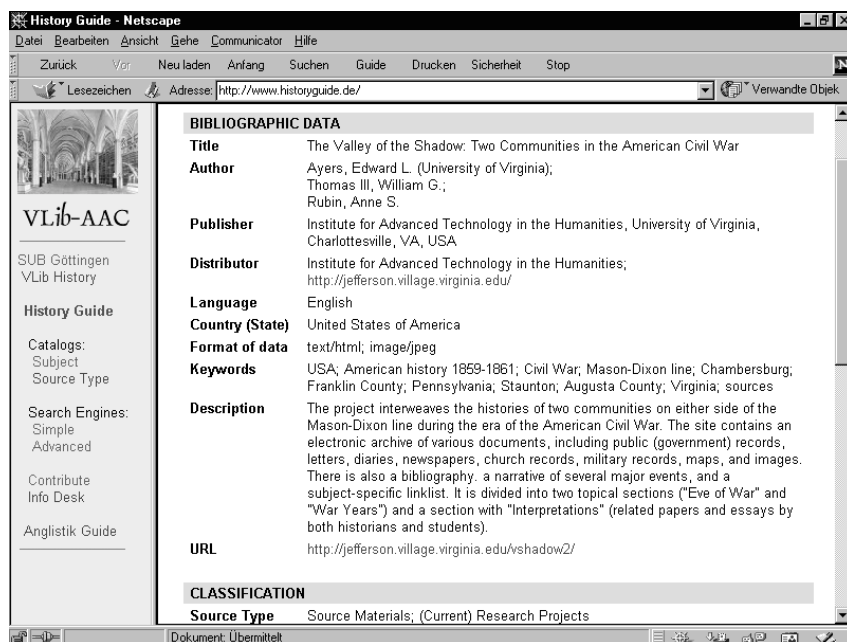 History Guide - Netscape
Datei Bearbeiten Ansicht Gehe Communicator Hilfe
Zurück Vor Neu laden Anfang Suchen Guide Drucken Sicherheit Stop
Lesezeichen Adresse: http://www.historyguide.de/ Verwandte Objek
VLib-AAC
SUB Göttingen
VLib History
History Guide
Catalogs:
Subject
Source Type
Search Engines:
Simple
Advanced
Contribute
Info Desk
Anglistik Guide
BIBLIOGRAPHIC DATA
Title The Valley of the Shadow: Two Communities in the American Civil War
Author Ayers, Edward L. (University of Virginia);
Thomas III, William G.;
Rubin, Anne S.
Publisher Institute for Advanced Technology in the Humanities, University of Virginia,
Charlottesville, VA, USA
Distributor Institute for Advanced Technology in the Humanities;
http://jefferson.village.virginia.edu/
Language English
Country (State) United States of America
Format of data text/html; image/jpeg
Keywords USA; American history 1859-1861; Civil War; Mason-Dixon line; Chambersburg;
Franklin County; Pennsylvania; Staunton; Augusta County; Virginia; sources
Description The project interweaves the histories of two communities on either side of the
Mason-Dixon line during the era of the American Civil War. The site contains an
electronic archive of various documents, including public (government) records,
letters, diaries, newspapers, church records, military records, maps, and images.
There is also a bibliography. a narrative of several major events, and a
subject-specific linklist. It is divided into two topical sections ("Eve of War" and
"War Years") and a section with "Interpretations" (related papers and essays by
both historians and students).
URL http://jefferson.village.virginia.edu/vshadow2/
CLASSIFICATION
Source Type Source Materials; (Current) Research Projects
Dokument: Übermittelt